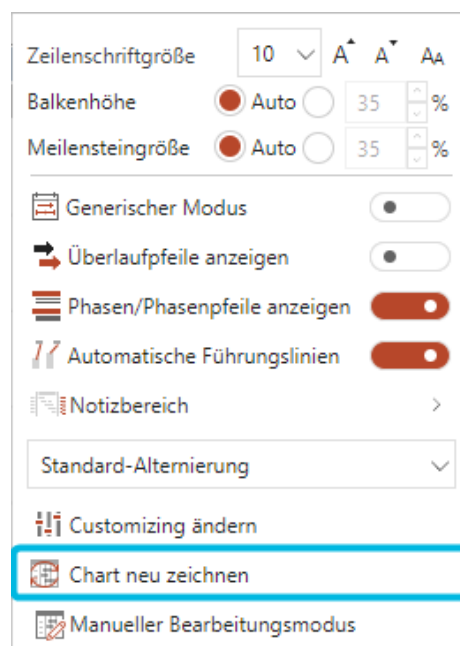 Zeilenschriftgröße 10 A A AA
Balkenhöhe Auto 35 %
Meilensteingröße Auto 35 %
Generischer Modus
Überlaufpfeile anzeigen
Phasen/Phasenpfeile anzeigen
Automatische Führungslinien
Notizbereich
Standard-Alternierung
Customizing ändern
Chart neu zeichnen
Manueller Bearbeitungsmodus